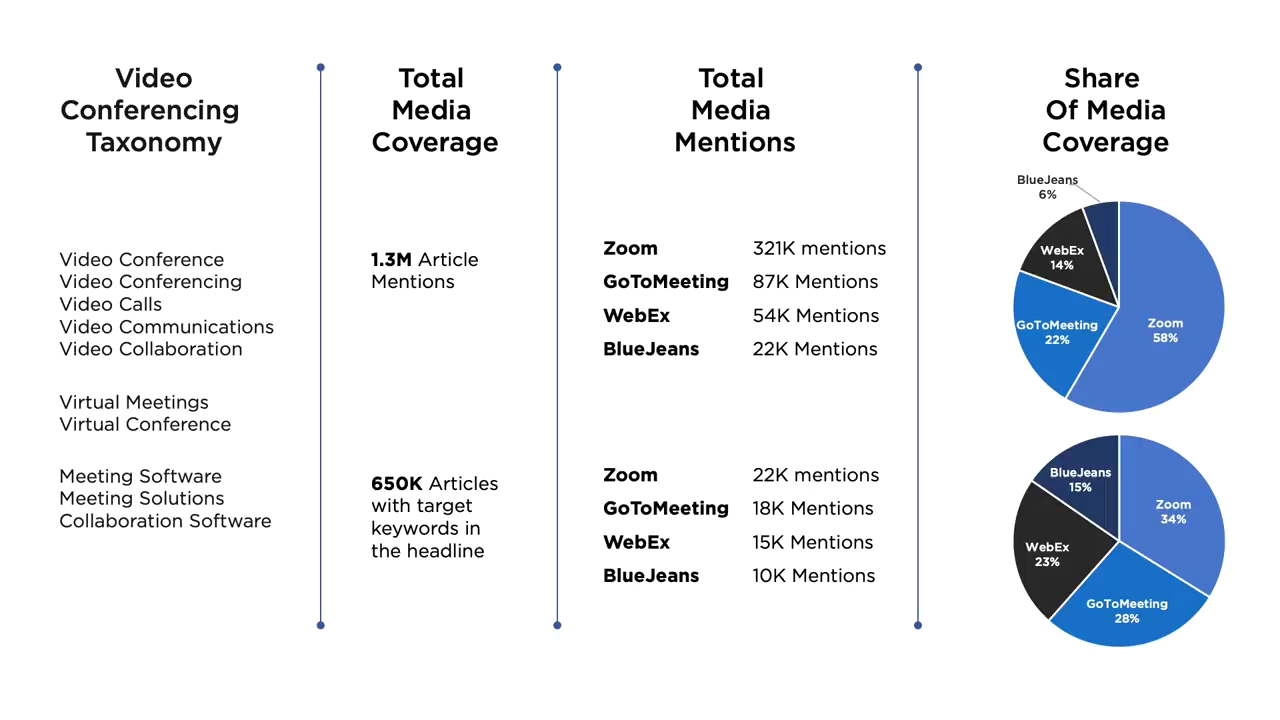 Video
Conferencing
Taxonomy
Video Conference
Video Conferencing
Video Calls
Video Communications
Video Collaboration
Virtual Meetings
Virtual Conference
Meeting Software
Meeting Solutions
Collaboration Software
Total
Media
Coverage
1.3M Article
Mentions
650K Articles
with target
keywords in
the headline
Total
Media
Mentions
Zoom 321K mentions
GoToMeeting 87K Mentions
WebEx 54K Mentions
BlueJeans 22K Mentions
Zoom 22K mentions
GoToMeeting 18K Mentions
WebEx 15K Mentions
BlueJeans 10K Mentions
Share
Of Media
Coverage
BlueJeans
6%
WebEx
14%
GoToMeeting
22%
Zoom
58%
BlueJeans
15%
Zoom
34%
WebEx
23%
GoToMeeting
28%